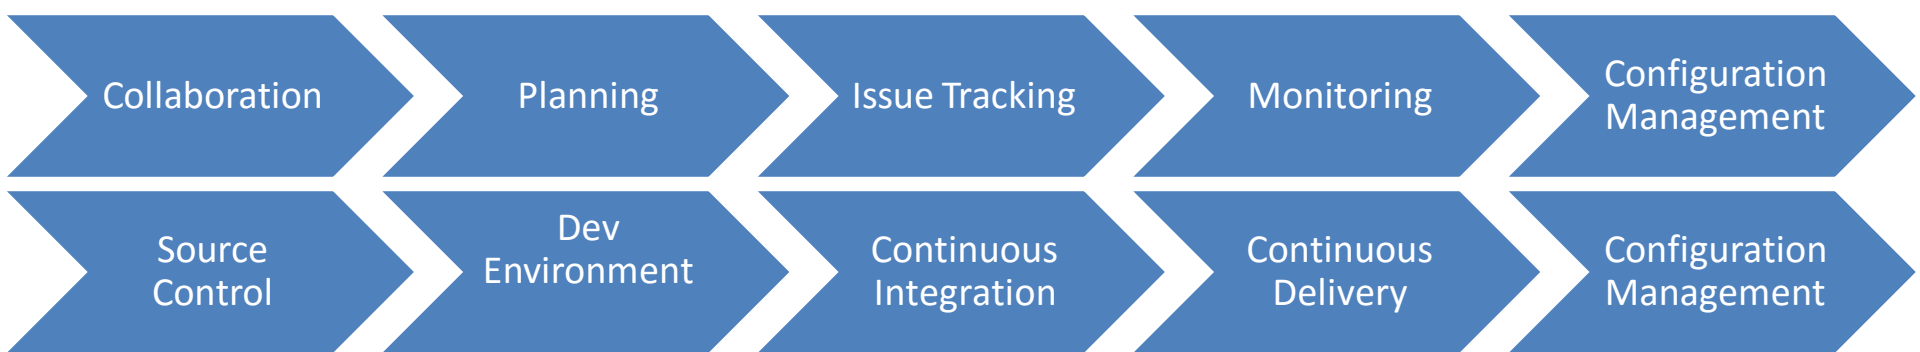 Collaboration
Planning
Issue Tracking
Monitoring
Configuration
Management
Source
Control
Dev
Environment
Continuous
Integration
Continuous
Delivery
Configuration
Management